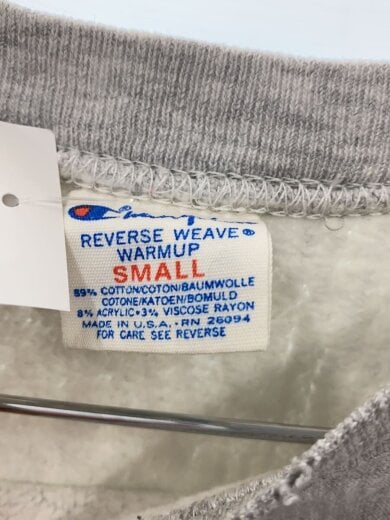 Champion
REVERSE WEAVE®
WARMUP
SMALL
89% COTTON/COTON/BAUMWOLLE
COTONE/KATOEN/BOMULD
8% ACRYLIC•3% VISCOSE RAYON
MADE IN U.S.A.-RN 26094
FOR CARE SEE REVERSE